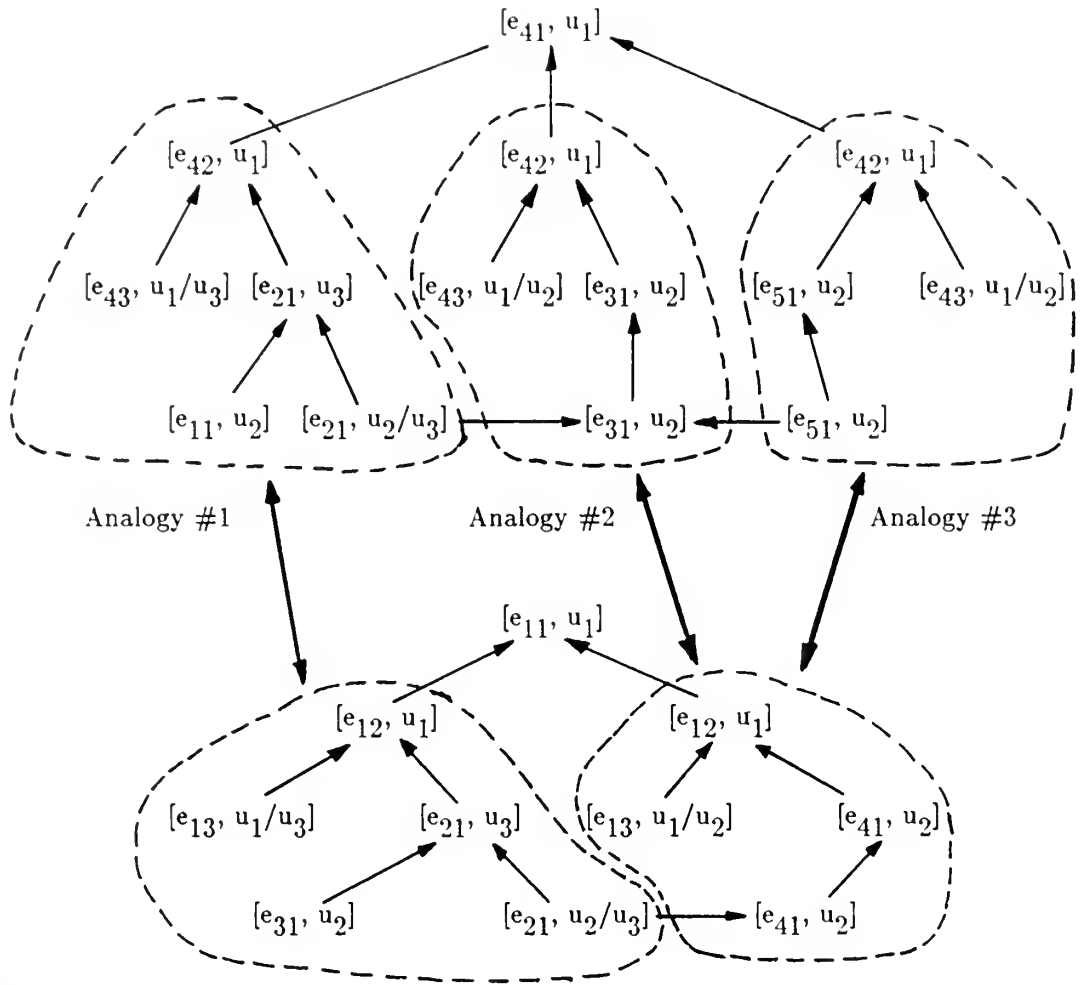 [e41, u1]
[e42, u1] [e42, u1] [e42, u1]
[e43, u1/u3] [e21, u3] [e43, u1/u2] [e31, u2] [e51, u2] [e43, u1/u2]
[e11, u2] [e21, u2/u3] [e31, u2] [e51, u2]
Analogy #1 Analogy #2 Analogy #3
[e11, u1]
[e12, u1] [e12, u1]
[e13, u1/u3] [e21, u3] [e13, u1/u2] [e41, u2]
[e31, u2] [e21, u2/u3] [e41, u2]